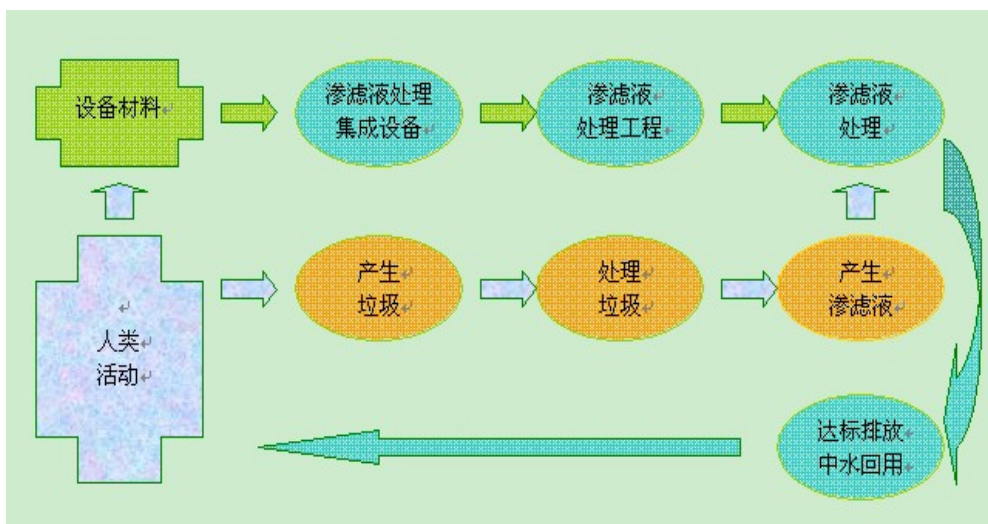 设备材料
渗滤液处理
集成设备
渗滤液
处理工程
渗滤液
处理
人类
活动
产生
垃圾
处理
垃圾
产生
渗滤液
达标排放
中水回用